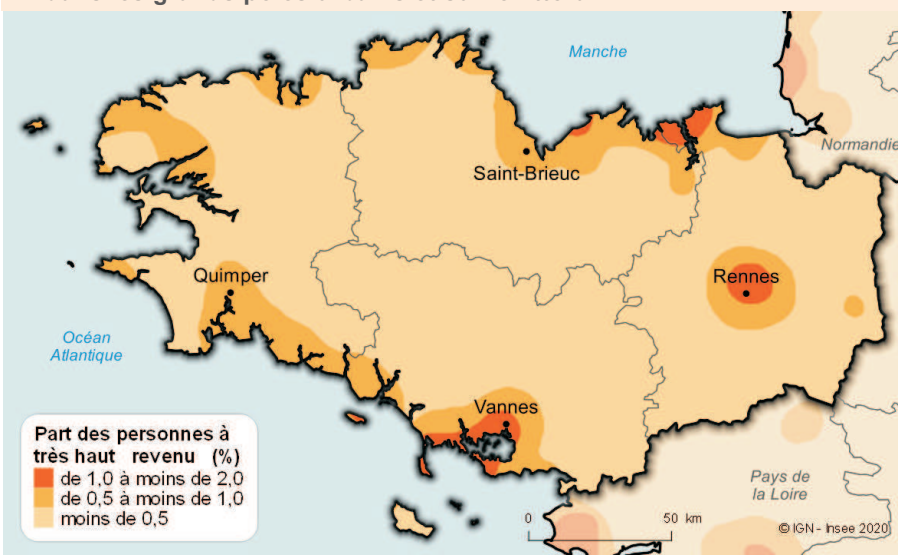 Manche
Normandie
Saint-Brieuc
Quimper
Rennes
Océan
Atlantique
Vannes
Part des personnes à
très haut revenu (%)
de 1,0 à moins de 2,0
de 0,5 à moins de 1,0
moins de 0,5
Pays de
la Loire
0 50 km
© IGN - Insee 2020